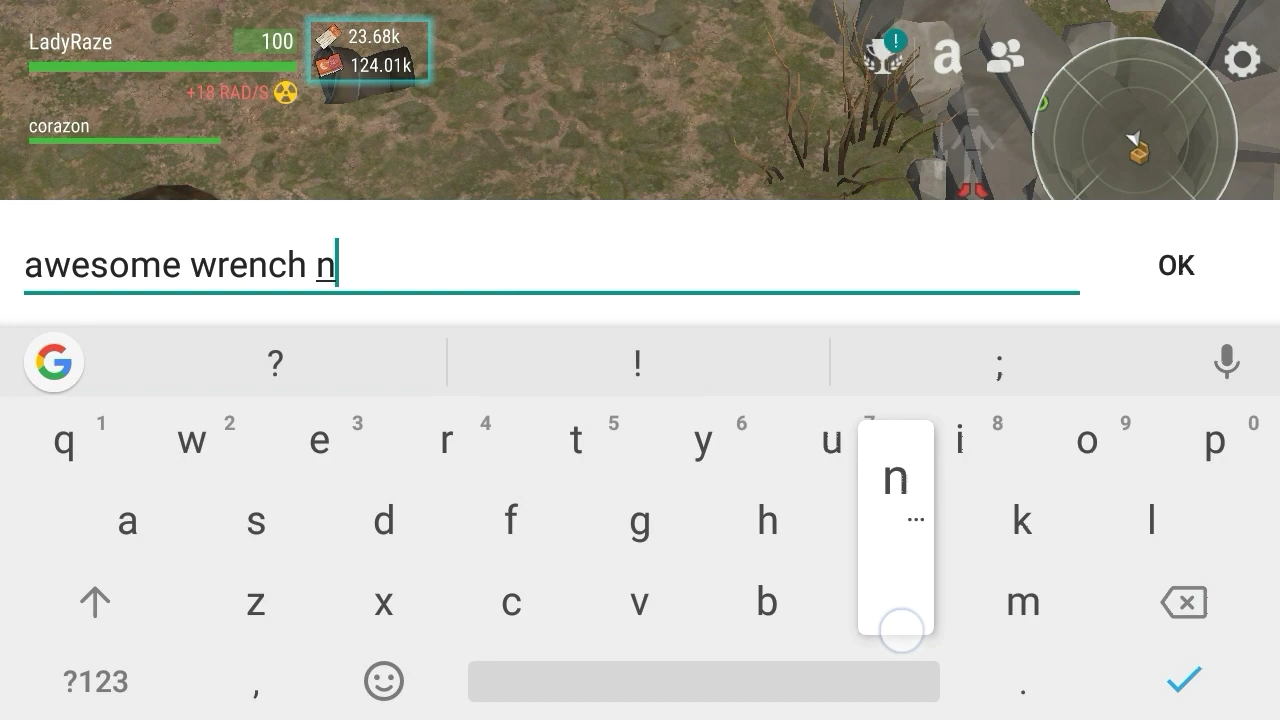 LadyRaze 100
23.68k
124.01k
+18 RAD/S
corazon
!
a
awesome wrench n
OK
G ? ! ;
q 1 w 2 e 3 r 4 t 5 y 6 u i 8 o 9 p 0
n
...
a s d f g h k l
z x c v b m
?123 , .